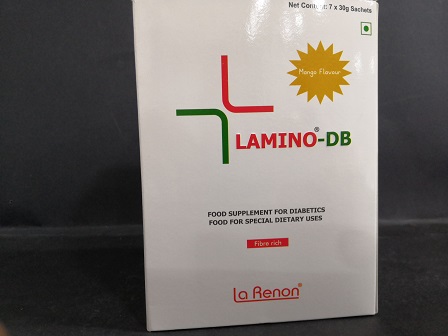 Net Content: 7 x 30g Sachets
Mango Flavour
LAMINO®-DB
FOOD SUPPLEMENT FOR DIABETICS
FOOD FOR SPECIAL DIETARY USES
Fibre rich
La Renon®